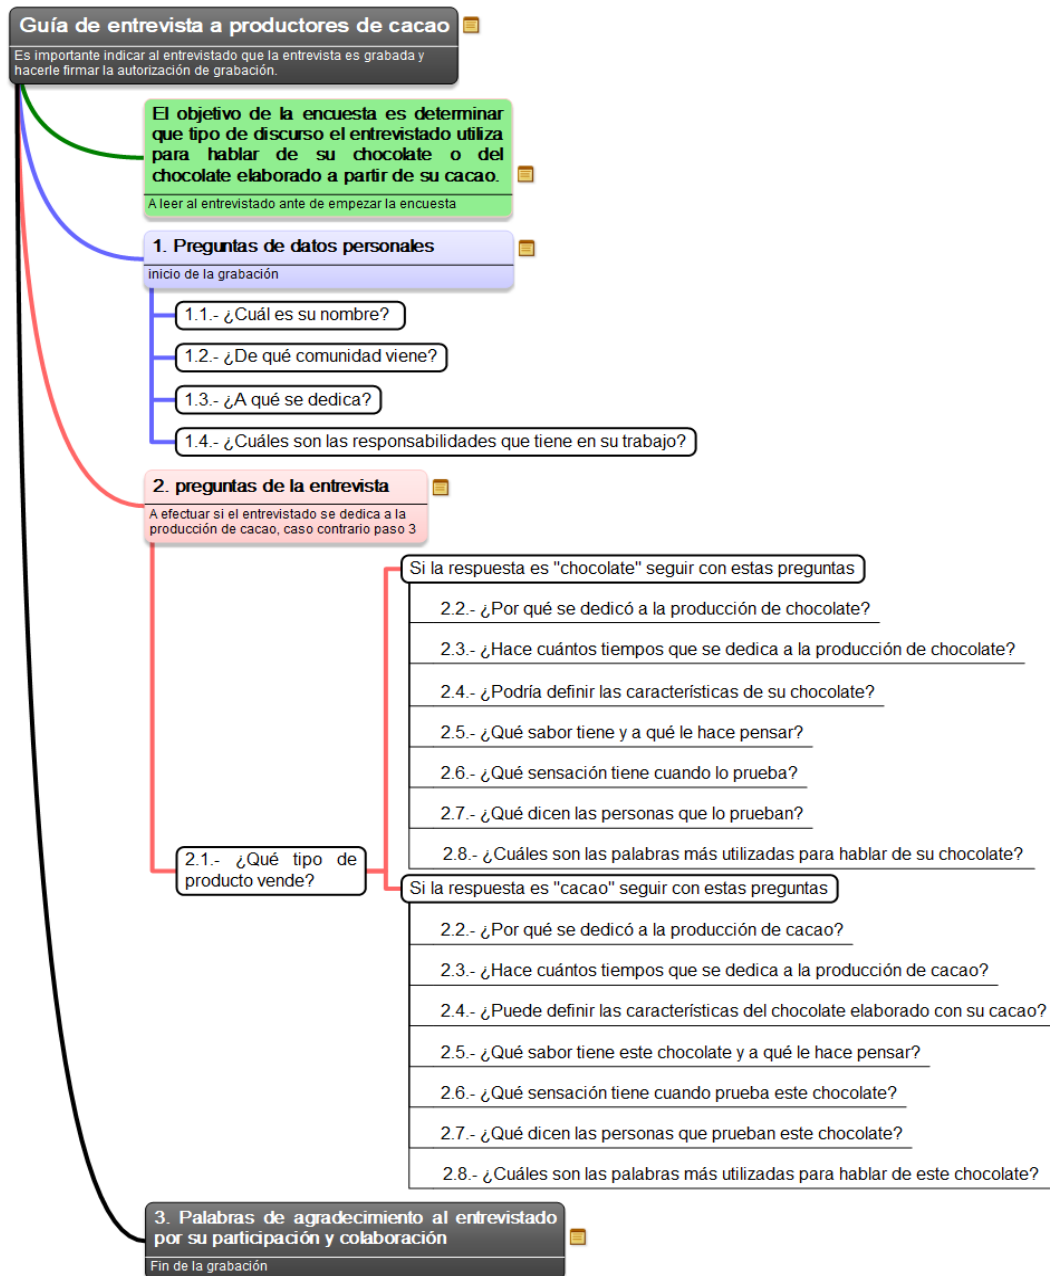 Guía de entrevista a productores de cacao
Es importante indicar al entrevistado que la entrevista es grabada y
hacerle firmar la autorización de grabación.
El objetivo de la encuesta es determinar
que tipo de discurso el entrevistado utiliza
para hablar de su chocolate o del
chocolate elaborado a partir de su cacao.
A leer al entrevistado ante de empezar la encuesta
1. Preguntas de datos personales
inicio de la grabación
1.1.- ¿Cuál es su nombre?
1.2.- ¿De qué comunidad viene?
1.3.- ¿A qué se dedica?
1.4.- ¿Cuáles son las responsabilidades que tiene en su trabajo?
2. preguntas de la entrevista
A efectuar si el entrevistado se dedica a la
producción de cacao, caso contrario paso 3
2.1.- ¿Qué tipo de
producto vende?
Si la respuesta es "chocolate" seguir con estas preguntas
2.2.- ¿Por qué se dedicó a la producción de chocolate?
2.3.- ¿Hace cuántos tiempos que se dedica a la producción de chocolate?
2.4.- ¿Podría definir las características de su chocolate?
2.5.- ¿Qué sabor tiene y a qué le hace pensar?
2.6.- ¿Qué sensación tiene cuando lo prueba?
2.7.- ¿Qué dicen las personas que lo prueban?
2.8.- ¿Cuáles son las palabras más utilizadas para hablar de su chocolate?
Si la respuesta es "cacao" seguir con estas preguntas
2.2.- ¿Por qué se dedicó a la producción de cacao?
2.3.- ¿Hace cuántos tiempos que se dedica a la producción de cacao?
2.4.- ¿Puede definir las características del chocolate elaborado con su cacao?
2.5.- ¿Qué sabor tiene este chocolate y a qué le hace pensar?
2.6.- ¿Qué sensación tiene cuando prueba este chocolate?
2.7.- ¿Qué dicen las personas que prueban este chocolate?
2.8.- ¿Cuáles son las palabras más utilizadas para hablar de este chocolate?
3. Palabras de agradecimiento al entrevistado
por su participación y colaboración
Fin de la grabación